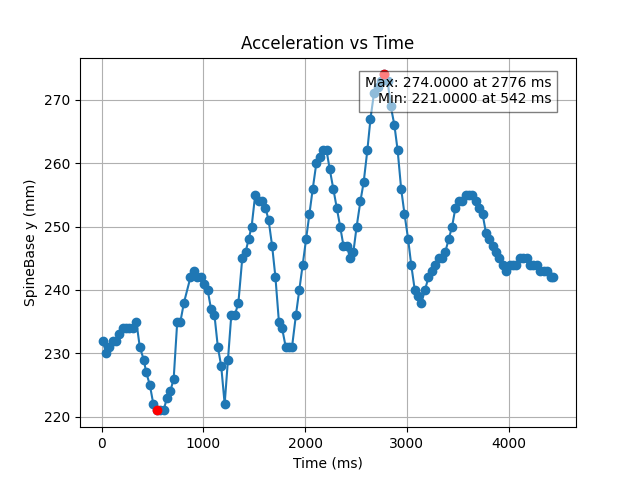 Acceleration vs Time
Max: 274.0000 at 2776 ms
Min: 221.0000 at 542 ms
270
260
250
240
230
220
SpineBase y (mm)
0 1000 2000 3000 4000
Time (ms)